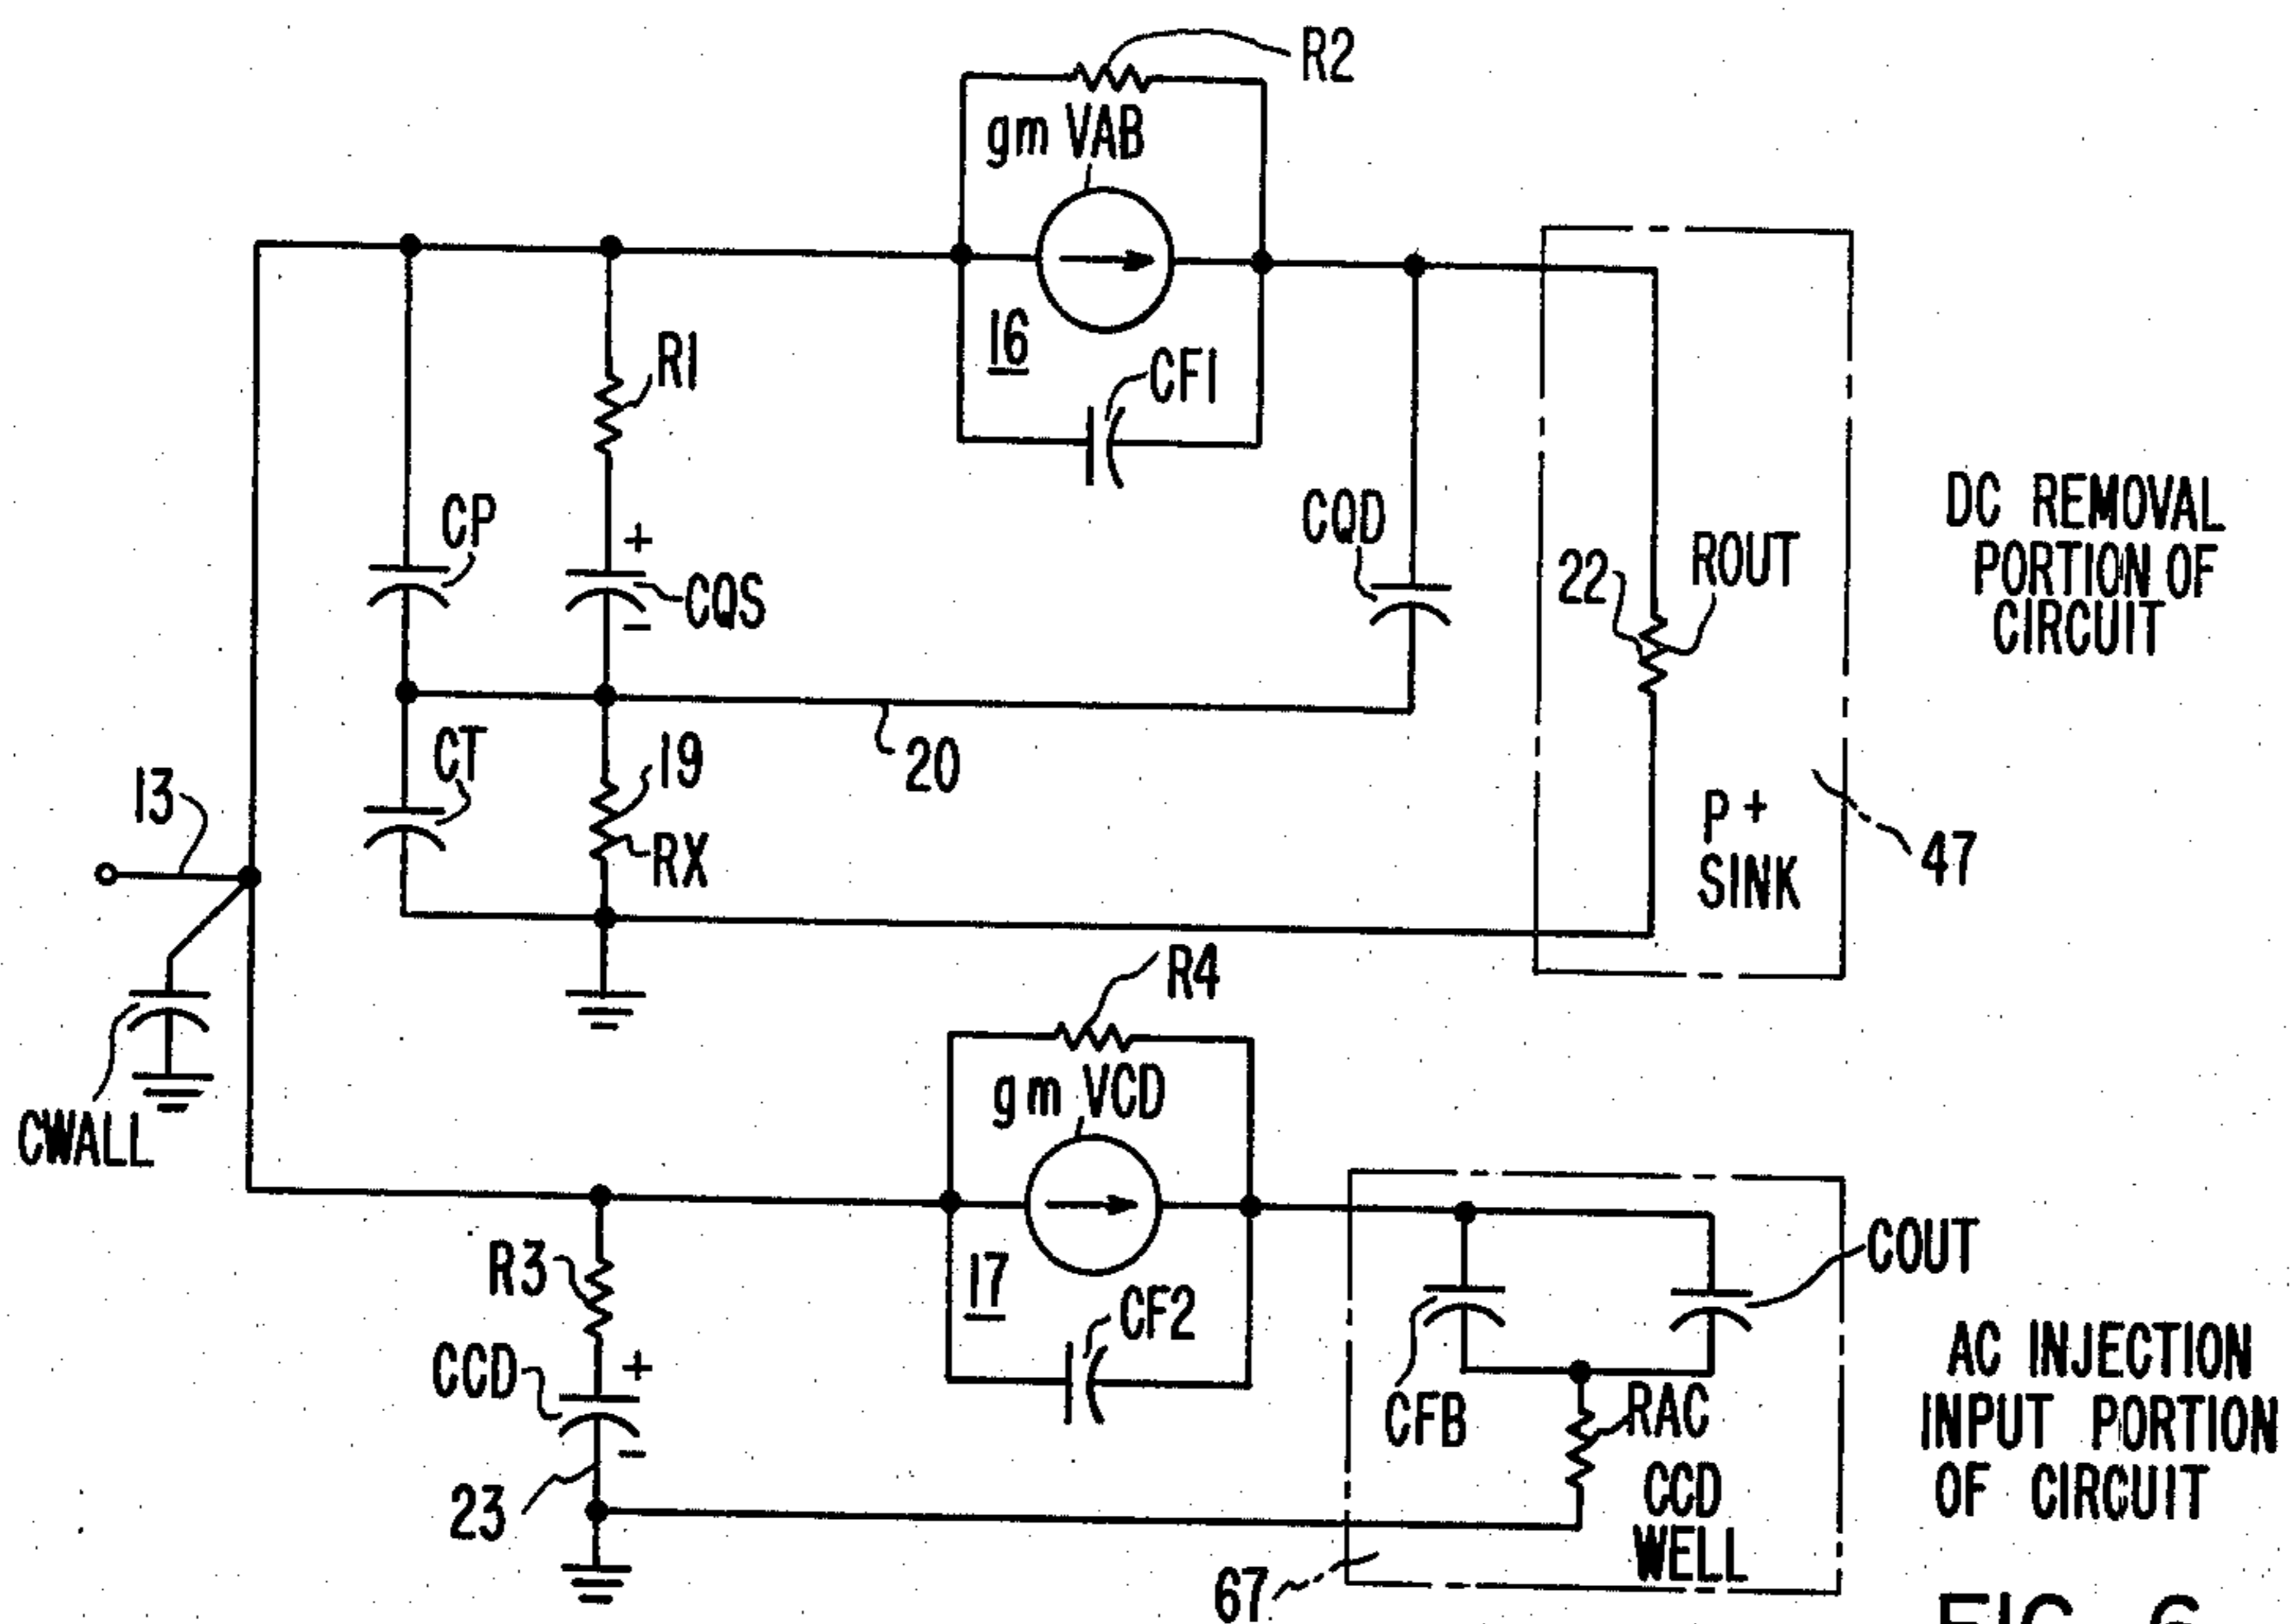 R2
gm VAB
16
CF1
R1
CP
+
CQS
−
CQD
22
ROUT
DC REMOVAL
PORTION OF
CIRCUIT
CT
19
20
RX
13
P+
SINK
47
CWALL
R4
gm VCD
17
CF2
R3
CCD
+
−
23
COUT
CFB
RAC
CCD
WELL
67
AC INJECTION
INPUT PORTION
OF CIRCUIT
FIG. 6